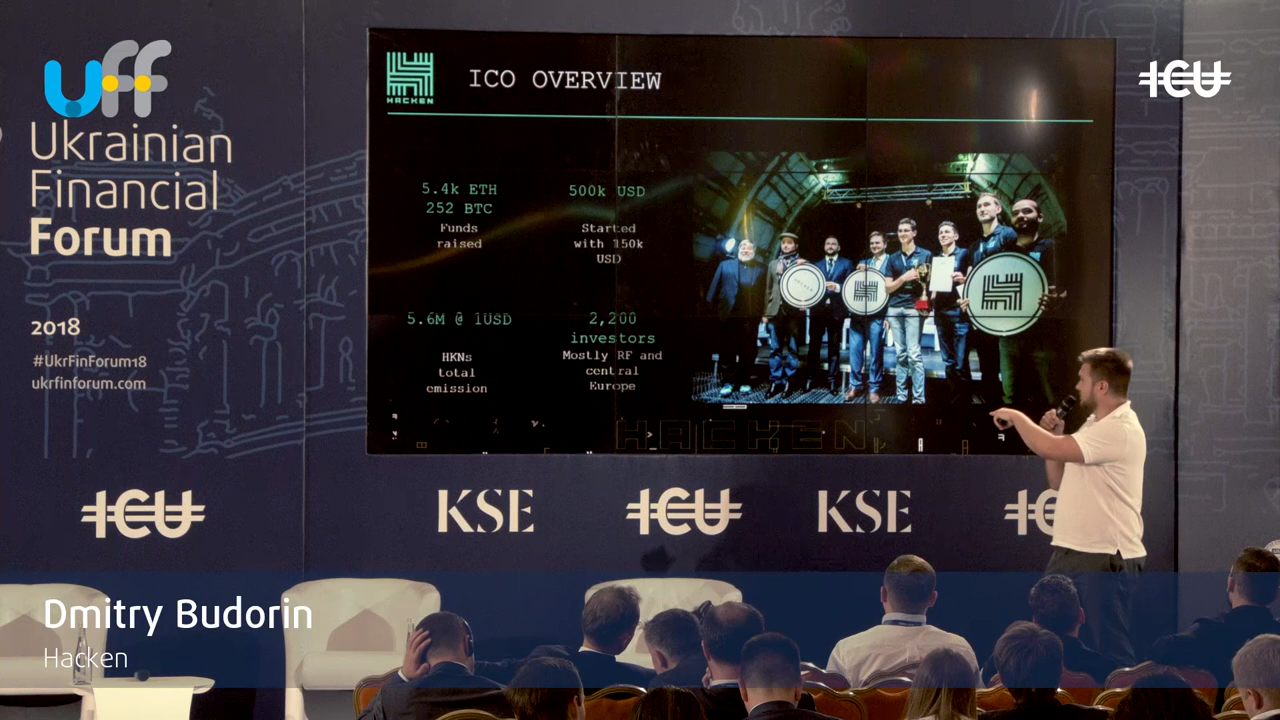 uff
Ukrainian
Financial
Forum
2018
#UkrFinForum18
ukrfinforum.com
HACKEN
ICO OVERVIEW
5.4k ETH
252 BTC
Funds
raised
500k USD
Started
with 150k
USD
5.6M @ 1USD
HKNs
total
emission
2,200
investors
Mostly RF and
central
Europe
HACKEN
ICU
ICU
KSE
ICU
KSE
IC
Dmitry Budorin
Hacken